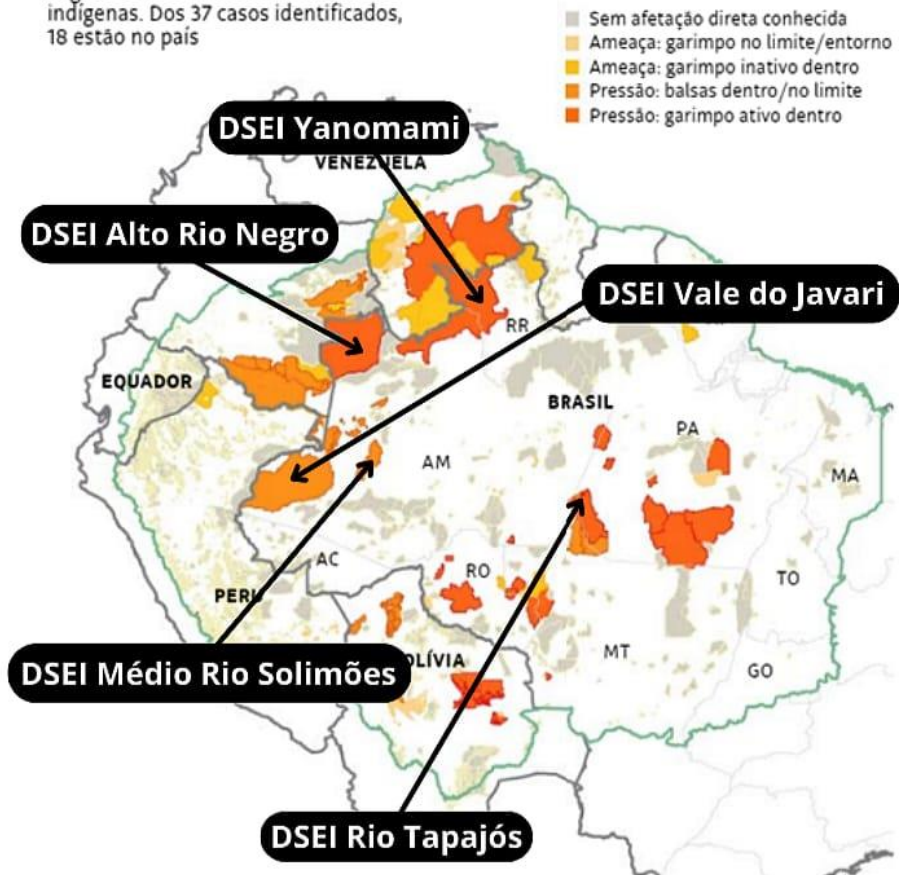 indígenas. Dos 37 casos identificados,
18 estão no país
Sem afetação direta conhecida
Ameaça: garimpo no limite/entorno
Ameaça: garimpo inativo dentro
Pressão: balsas dentro/no limite
Pressão: garimpo ativo dentro
DSEI Yanomami
VENEZUELA
DSEI Alto Rio Negro
DSEI Vale do Javari
RR
EQUADOR
BRASIL
PA
AM
MA
AC
RO
TO
PERU
MT
GO
DSEI Médio Rio Solimões
OLÍVIA
DSEI Rio Tapajós